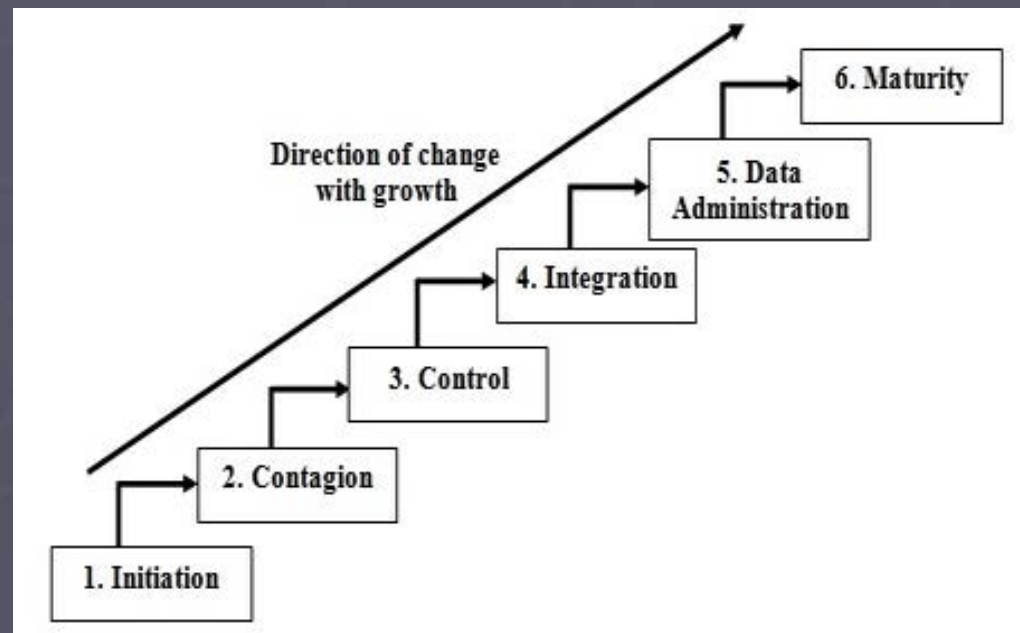 6. Maturity
Direction of change
with growth
5. Data
Administration
4. Integration
3. Control
2. Contagion
1. Initiation